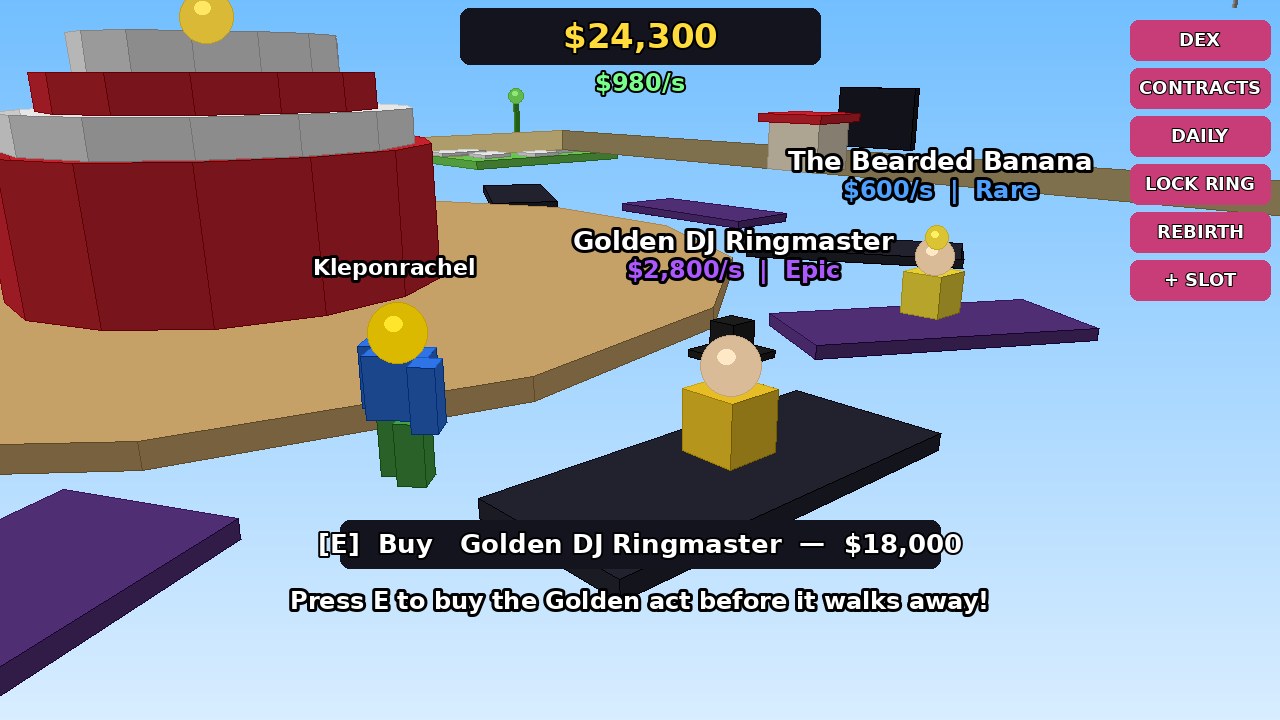 $24,300
$980/s
DEX
CONTRACTS
DAILY
LOCK RING
REBIRTH
+ SLOT
The Bearded Banana
$600/s | Rare
Golden DJ Ringmaster
$2,800/s | Epic
Kleponrachel
[E] Buy Golden DJ Ringmaster — $18,000
Press E to buy the Golden act before it walks away!